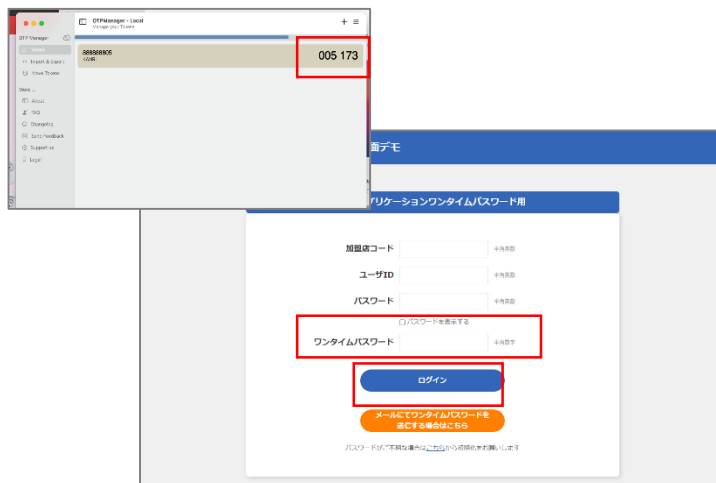 OTPManager - Local
Manage your Tokens
OTP Manager
Tokens
Import & Export
Move Tokens
888888805
005 173
More ...
About
FAQ
Changelog
Send Feedback
Support us
Legal
面デモ
プリケーションワンタイムパスワード用
加盟店コード
半角英数
ユーザID
半角英数
パスワード
半角英数
パスワードを表示する
ワンタイムパスワード
半角数字
ログイン
メールにてワンタイムパスワードを
送信する場合はこちら
パスワードがご不明な場合はこちらから初期化をお願いします